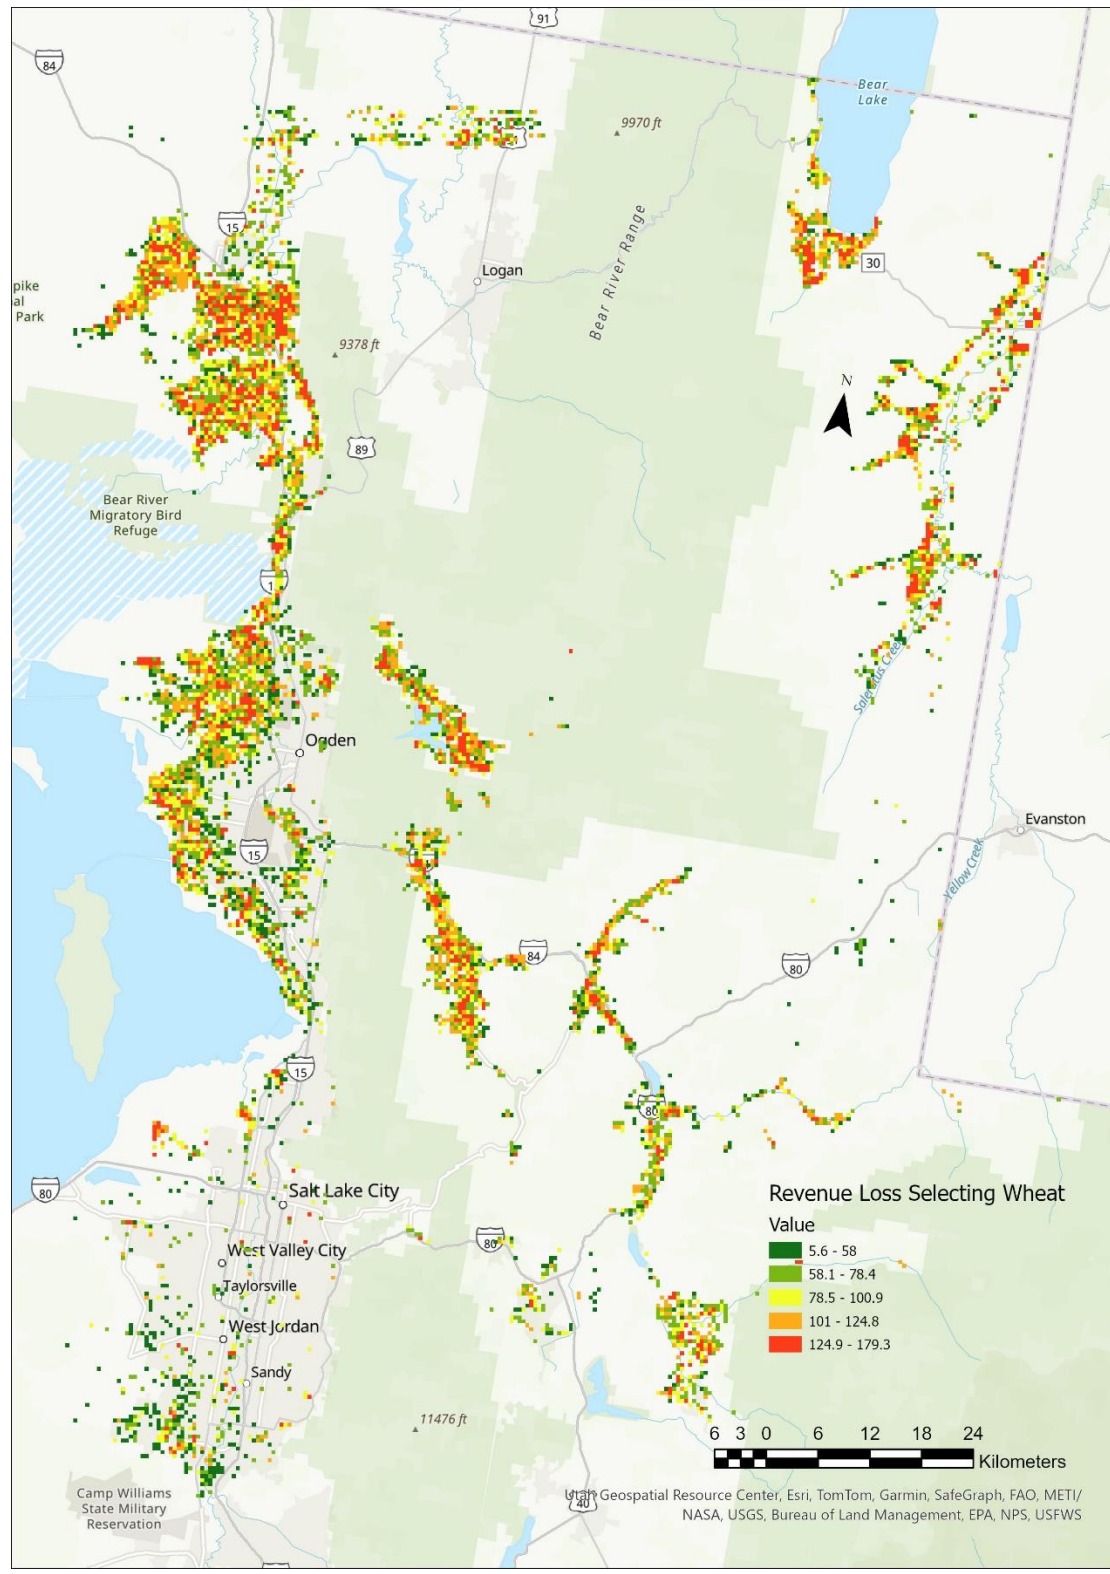 91
84
Bear
Lake
9970 ft
15
Bear River Range
Logan
30
pike
al
Park
9378 ft
N
89
Bear River
Migratory Bird
Refuge
Saleratus Creek
Ogden
Evanston
15
Yellow Creek
84
80
15
80
80
Salt Lake City
Revenue Loss Selecting Wheat
Value
80
West Valley City
5.6 - 58
Taylorsville
58.1 - 78.4
78.5 - 100.9
West Jordan
101 - 124.8
124.9 - 179.3
Sandy
11476 ft
6 3 0 6 12 18 24
Kilometers
Camp Williams
State Military
Reservation
40
Utah Geospatial Resource Center, Esri, TomTom, Garmin, SafeGraph, FAO, METI/
NASA, USGS, Bureau of Land Management, EPA, NPS, USFWS